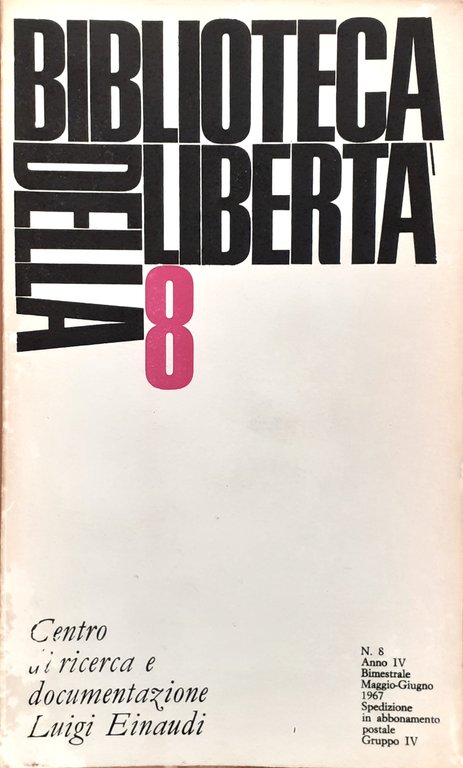 BIBLIOTECA
DELLA
LIBERTA'
8
Centro
di ricerca e
documentazione
Luigi Einaudi
N. 8
Anno IV
Bimestrale
Maggio-Giugno
1967
Spedizione
in abbonamento
postale
Gruppo IV